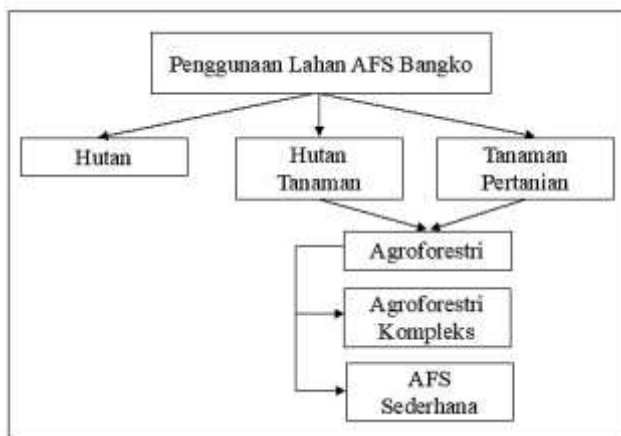 Penggunaan Lahan AFS Bangko
Hutan
Hutan
Tanaman
Tanaman
Pertanian
Agroforestri
Agroforestri
Kompleks
AFS
Sederhana